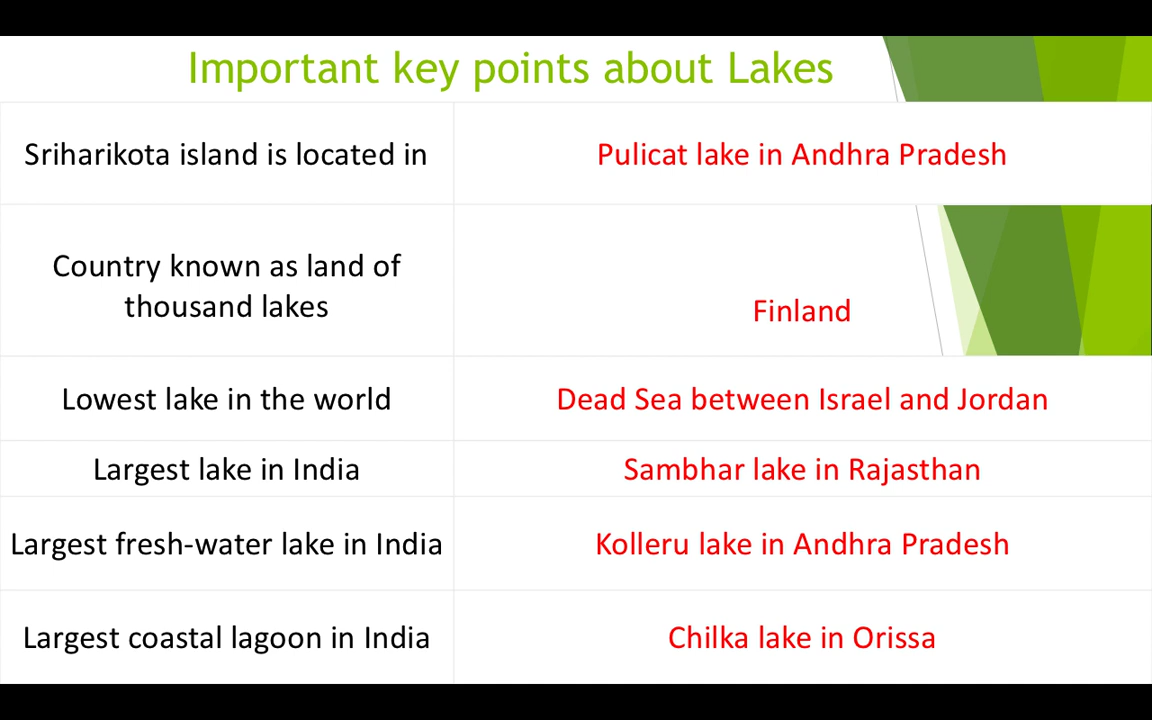 Important key points about Lakes
Sriharikota island is located in
Pulicat lake in Andhra Pradesh
Country known as land of
thousand lakes
Finland
Lowest lake in the world
Dead Sea between Israel and Jordan
Largest lake in India
Sambhar lake in Rajasthan
Largest fresh-water lake in India
Kolleru lake in Andhra Pradesh
Largest coastal lagoon in India
Chilka lake in Orissa